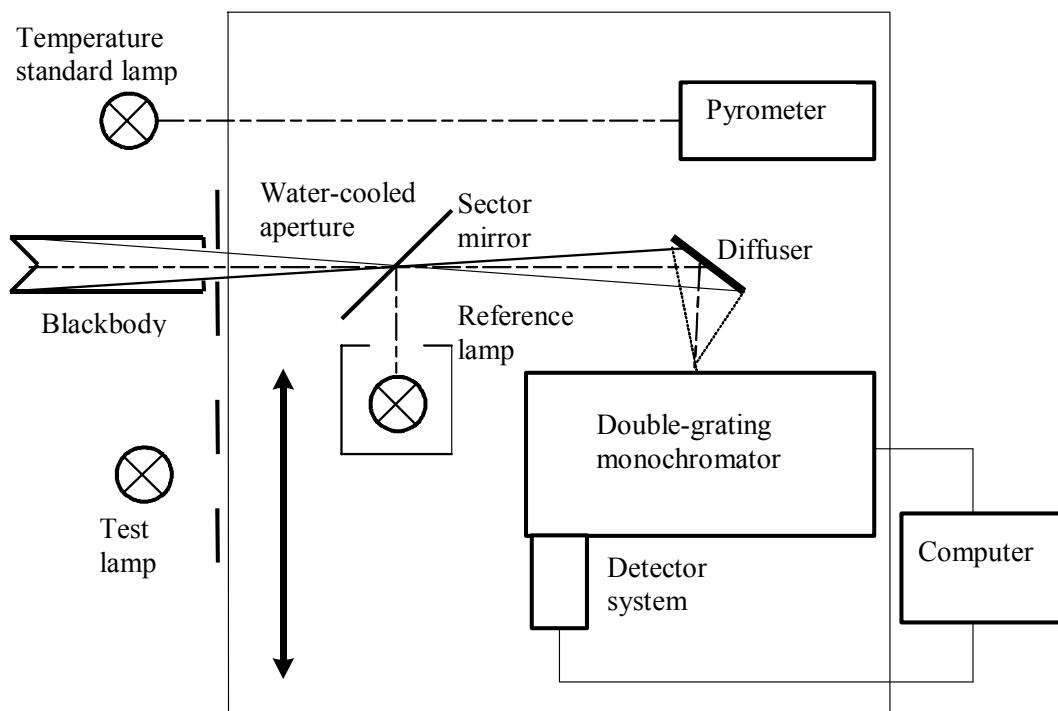 Temperature
standard lamp
Pyrometer
Water-cooled
aperture
Sector
mirror
Diffuser
Blackbody
Reference
lamp
Double-grating
monochromator
Test
lamp
Detector
system
Computer